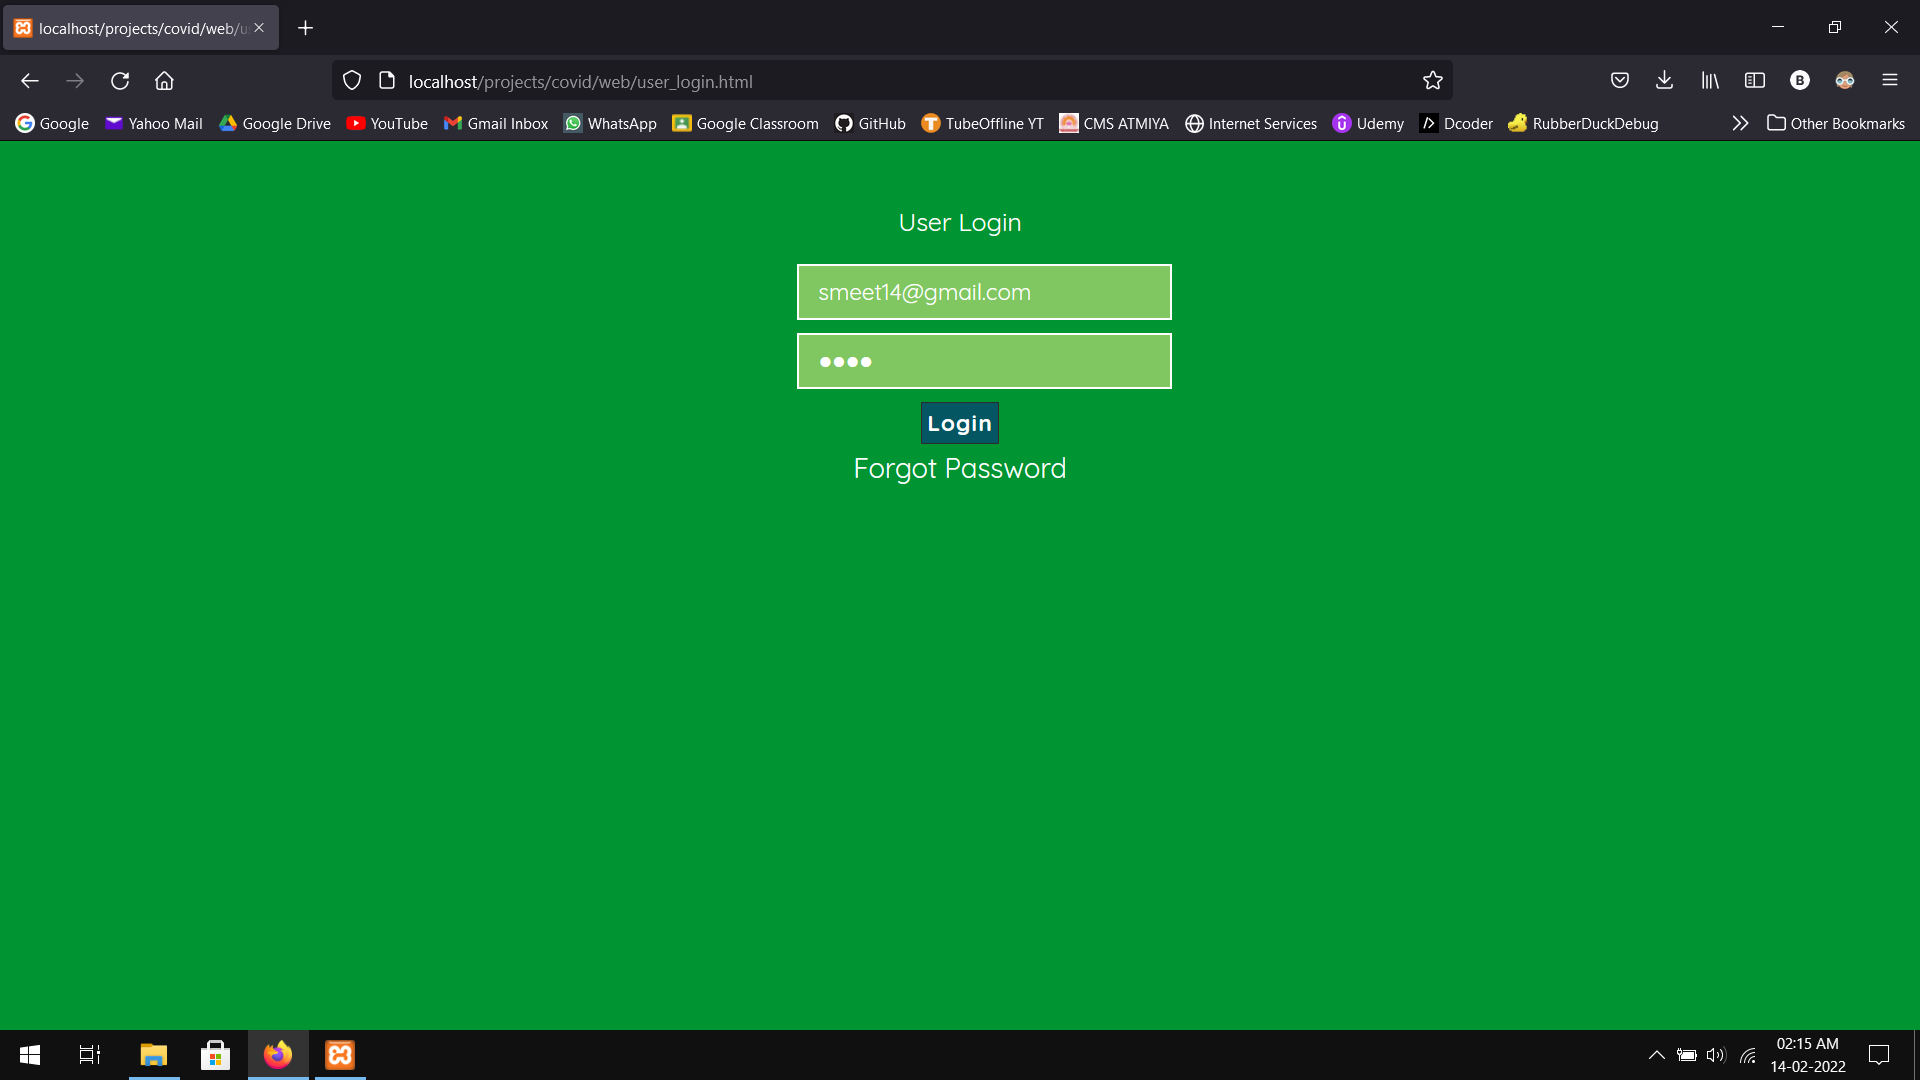 localhost/projects/covid/web/u
localhost/projects/covid/web/user_login.html
B
Google Yahoo Mail Google Drive YouTube Gmail Inbox WhatsApp Google Classroom GitHub TubeOffline YT CMS ATMIYA Internet Services Udemy Dcoder RubberDuckDebug Other Bookmarks
User Login
smeet14@gmail.com
••••
Login
Forgot Password
02:15 AM
14-02-2022